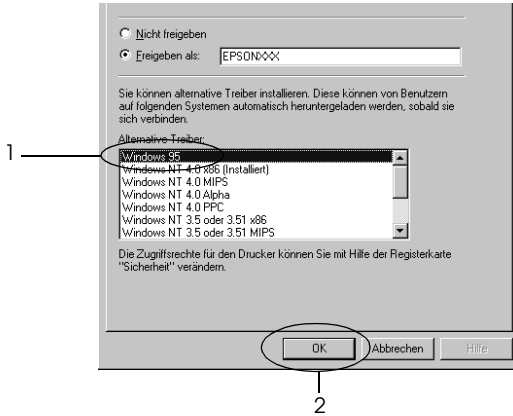 Nicht freigeben
Freigeben als: EPSONXXX
Sie können alternative Treiber installieren. Diese können von Benutzern
auf folgenden Systemen automatisch heruntergeladen werden, sobald sie
sich verbinden.
Alternative Treiber:
1
Windows 95
Windows NT 4.0 x86 (Installiert)
Windows NT 4.0 MIPS
Windows NT 4.0 Alpha
Windows NT 4.0 PPC
Windows NT 3.5 oder 3.51 x86
Windows NT 3.5 oder 3.51 MIPS
Die Zugriffsrechte für den Drucker können Sie mit Hilfe der Registerkarte
"Sicherheit" verändern.
OK Abbrechen Hilfe
2